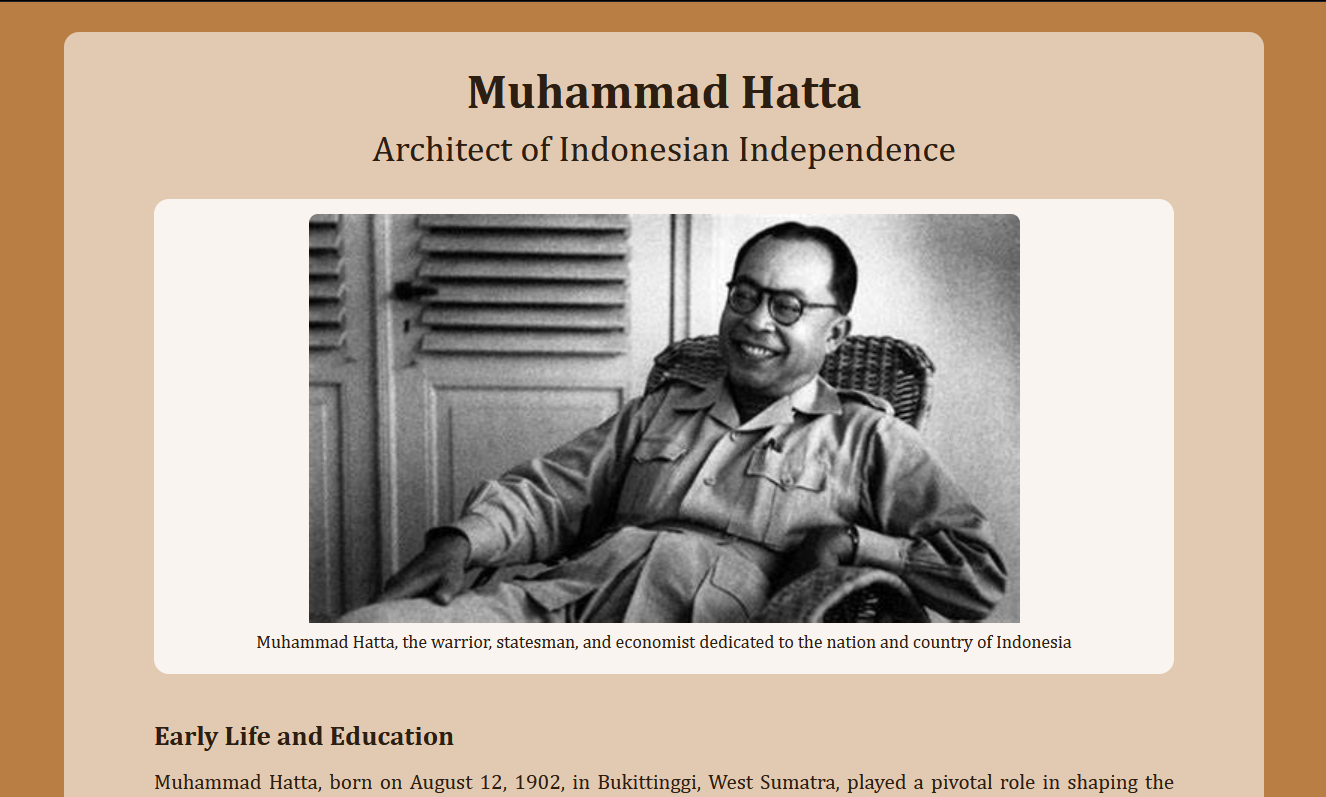 Muhammad Hatta
Architect of Indonesian Independence
Muhammad Hatta, the warrior, statesman, and economist dedicated to the nation and country of Indonesia
Early Life and Education
Muhammad Hatta, born on August 12, 1902, in Bukittinggi, West Sumatra, played a pivotal role in shaping the